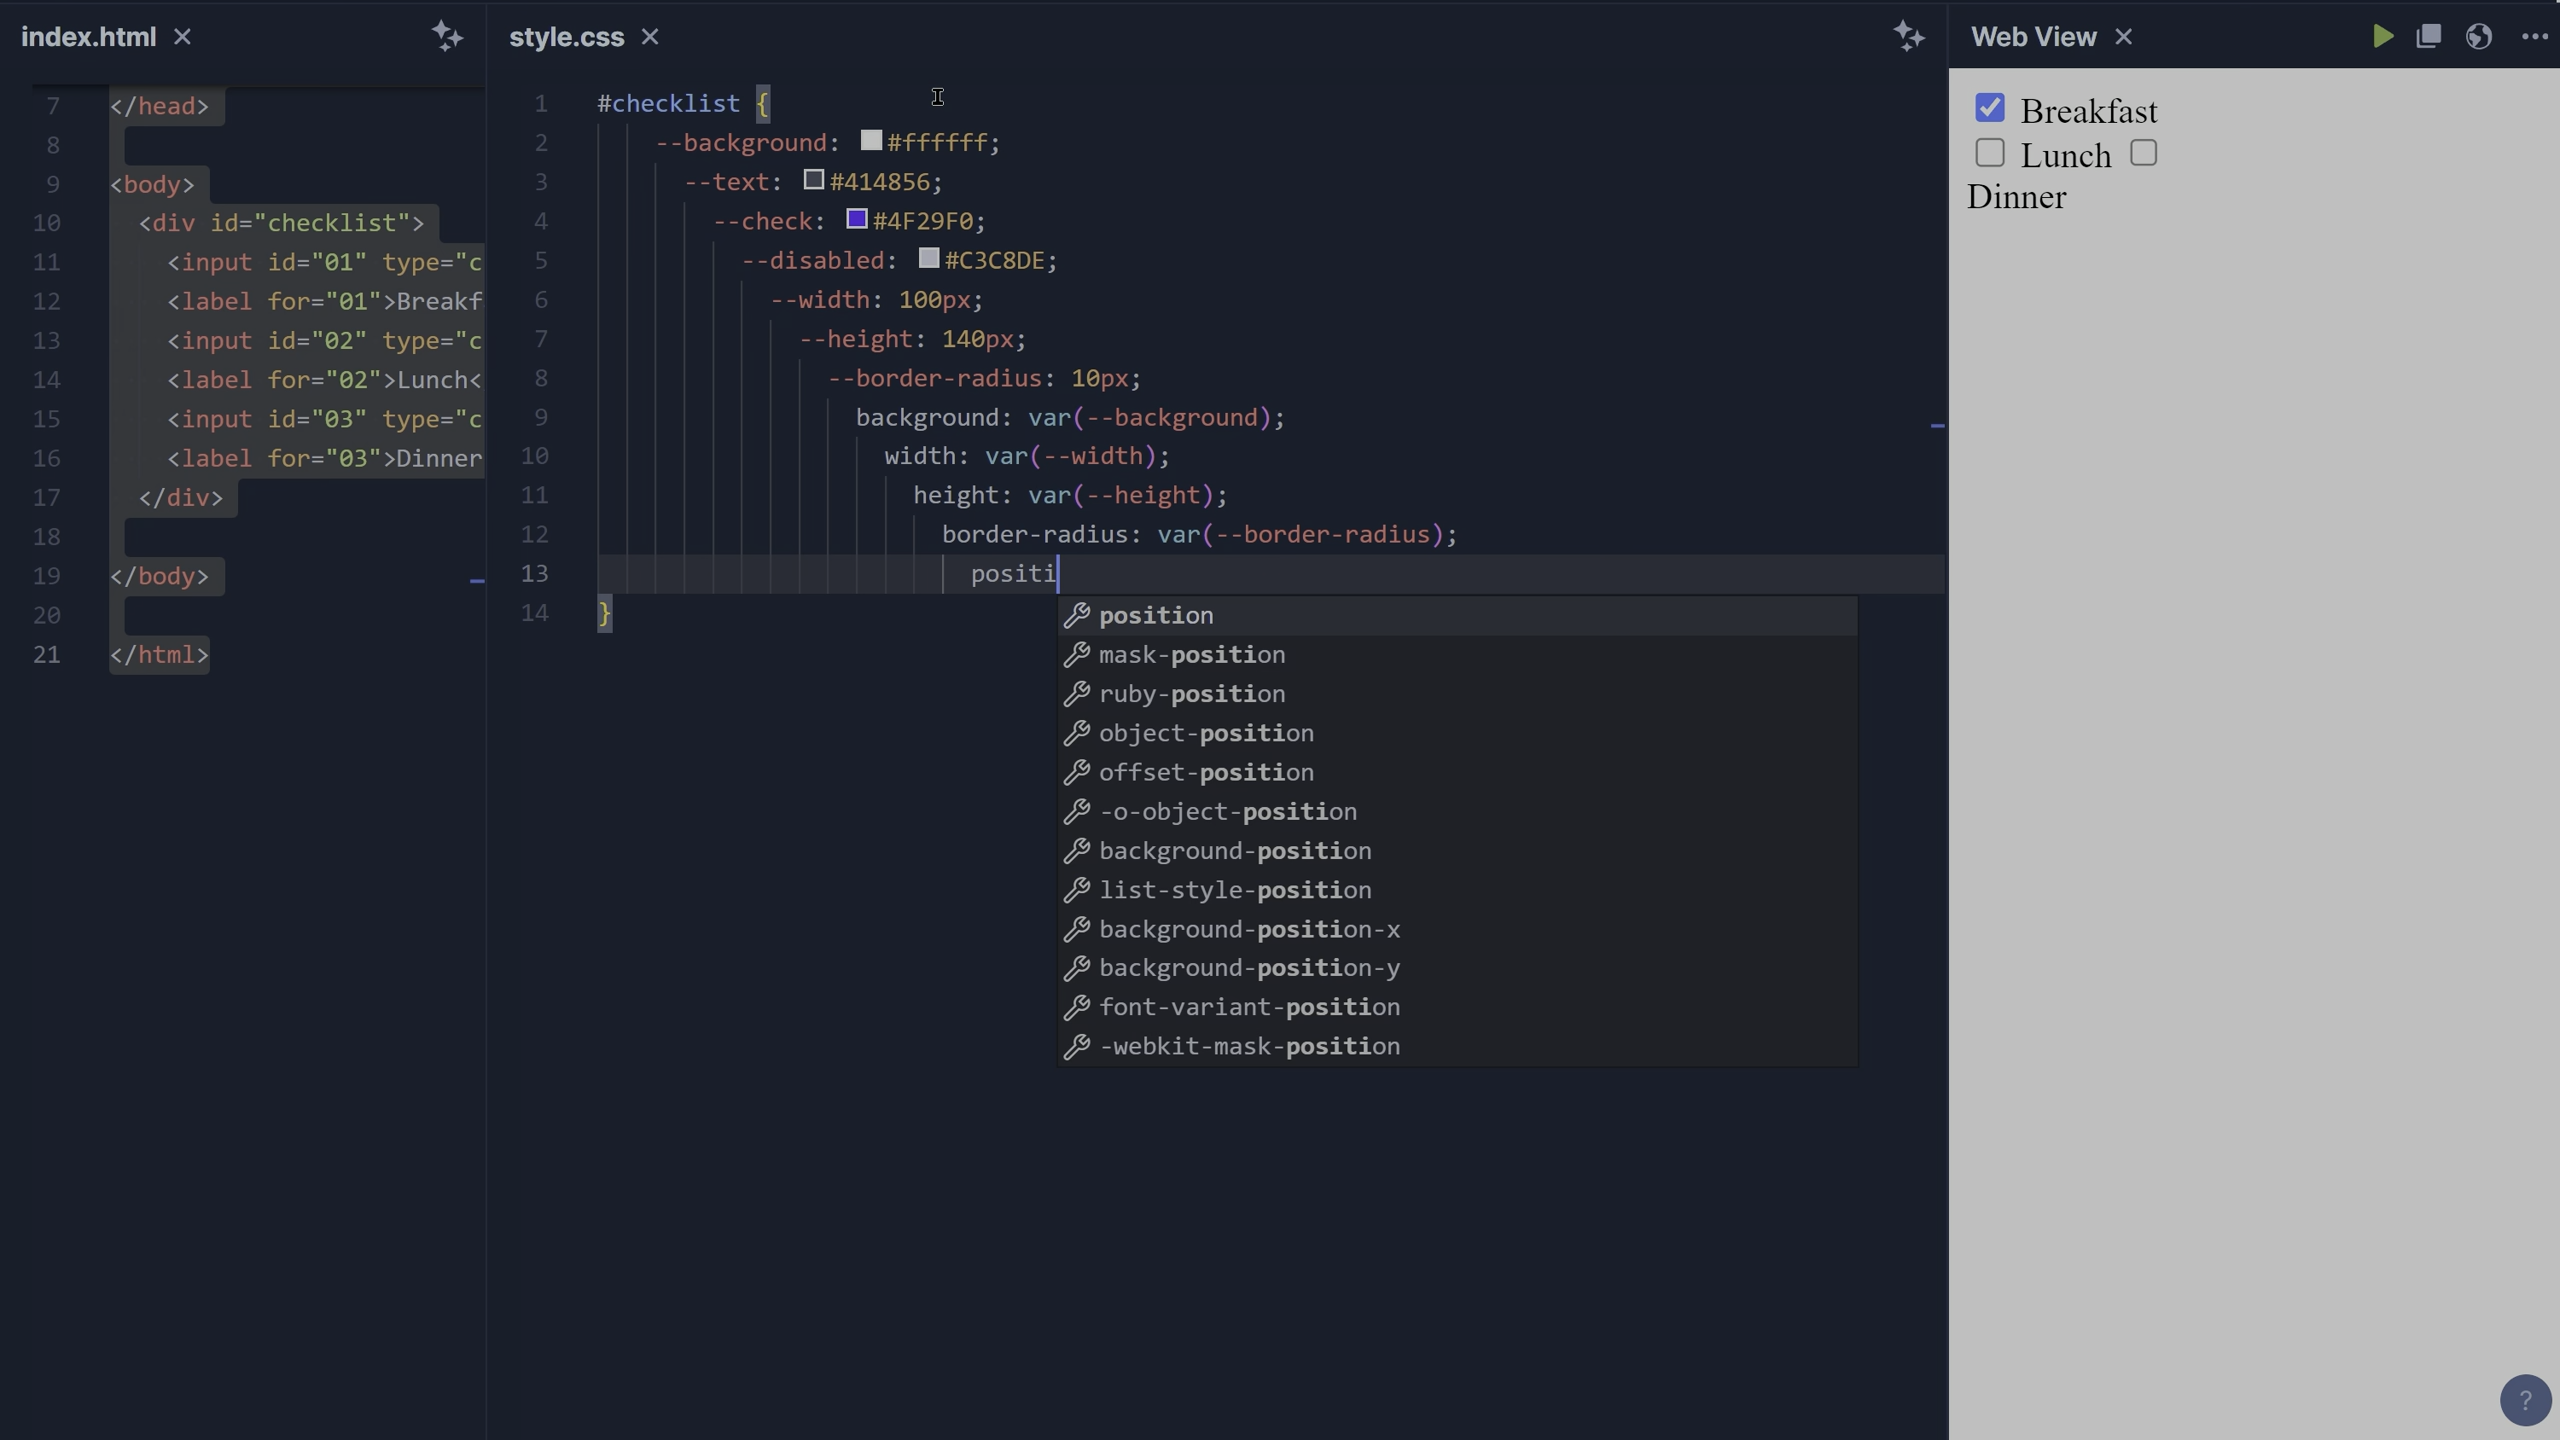 index.html
7 </head>
8
9 <body>
10 <div id="checklist">
11 <input id="01" type="c
12 <label for="01">Breakf
13 <input id="02" type="c
14 <label for="02">Lunch<
15 <input id="03" type="c
16 <label for="03">Dinner
17 </div>
18
19 </body>
20
21 </html>
style.css
1 #checklist {
2 --background: #ffffff;
3 --text: #414856;
4 --check: #4F29F0;
5 --disabled: #C3C8DE;
6 --width: 100px;
7 --height: 140px;
8 --border-radius: 10px;
9 background: var(--background);
10 width: var(--width);
11 height: var(--height);
12 border-radius: var(--border-radius);
13 positi
14 }
position
mask-position
ruby-position
object-position
offset-position
-o-object-position
background-position
list-style-position
background-position-x
background-position-y
font-variant-position
-webkit-mask-position
Web View
Breakfast
Lunch
Dinner
?